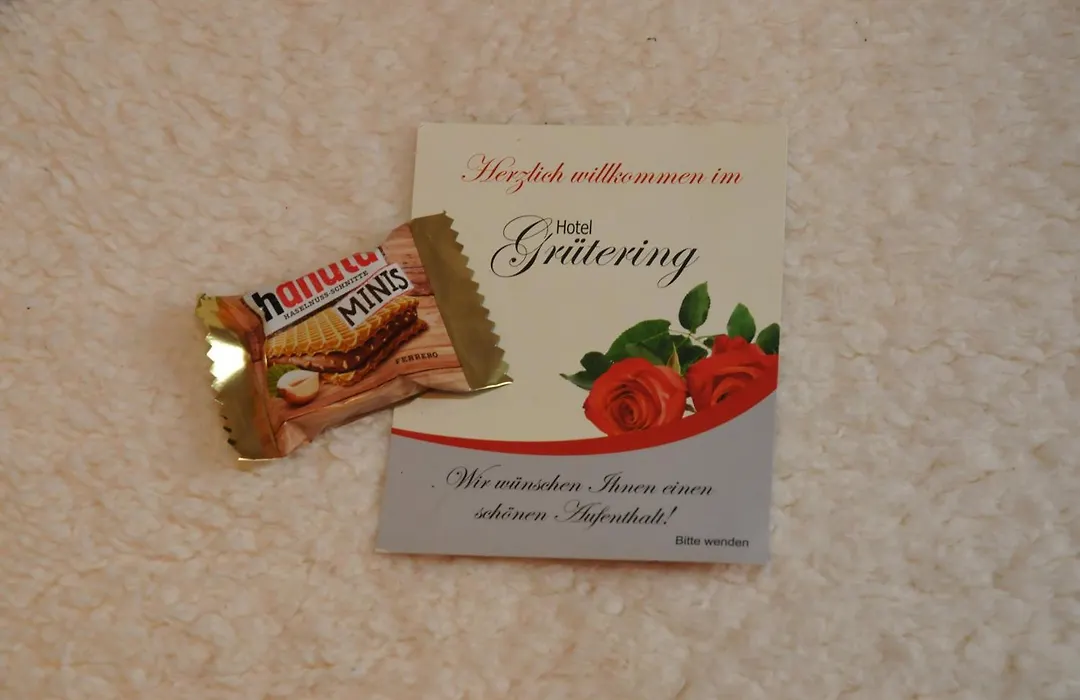 Herzlich willkommen im
Hotel
Grütering
hanuta
HASELNUSS-SCHNITTE
MINIS
FERRERO
Wir wünschen Ihnen einen
schönen Aufenthalt!
Bitte wenden